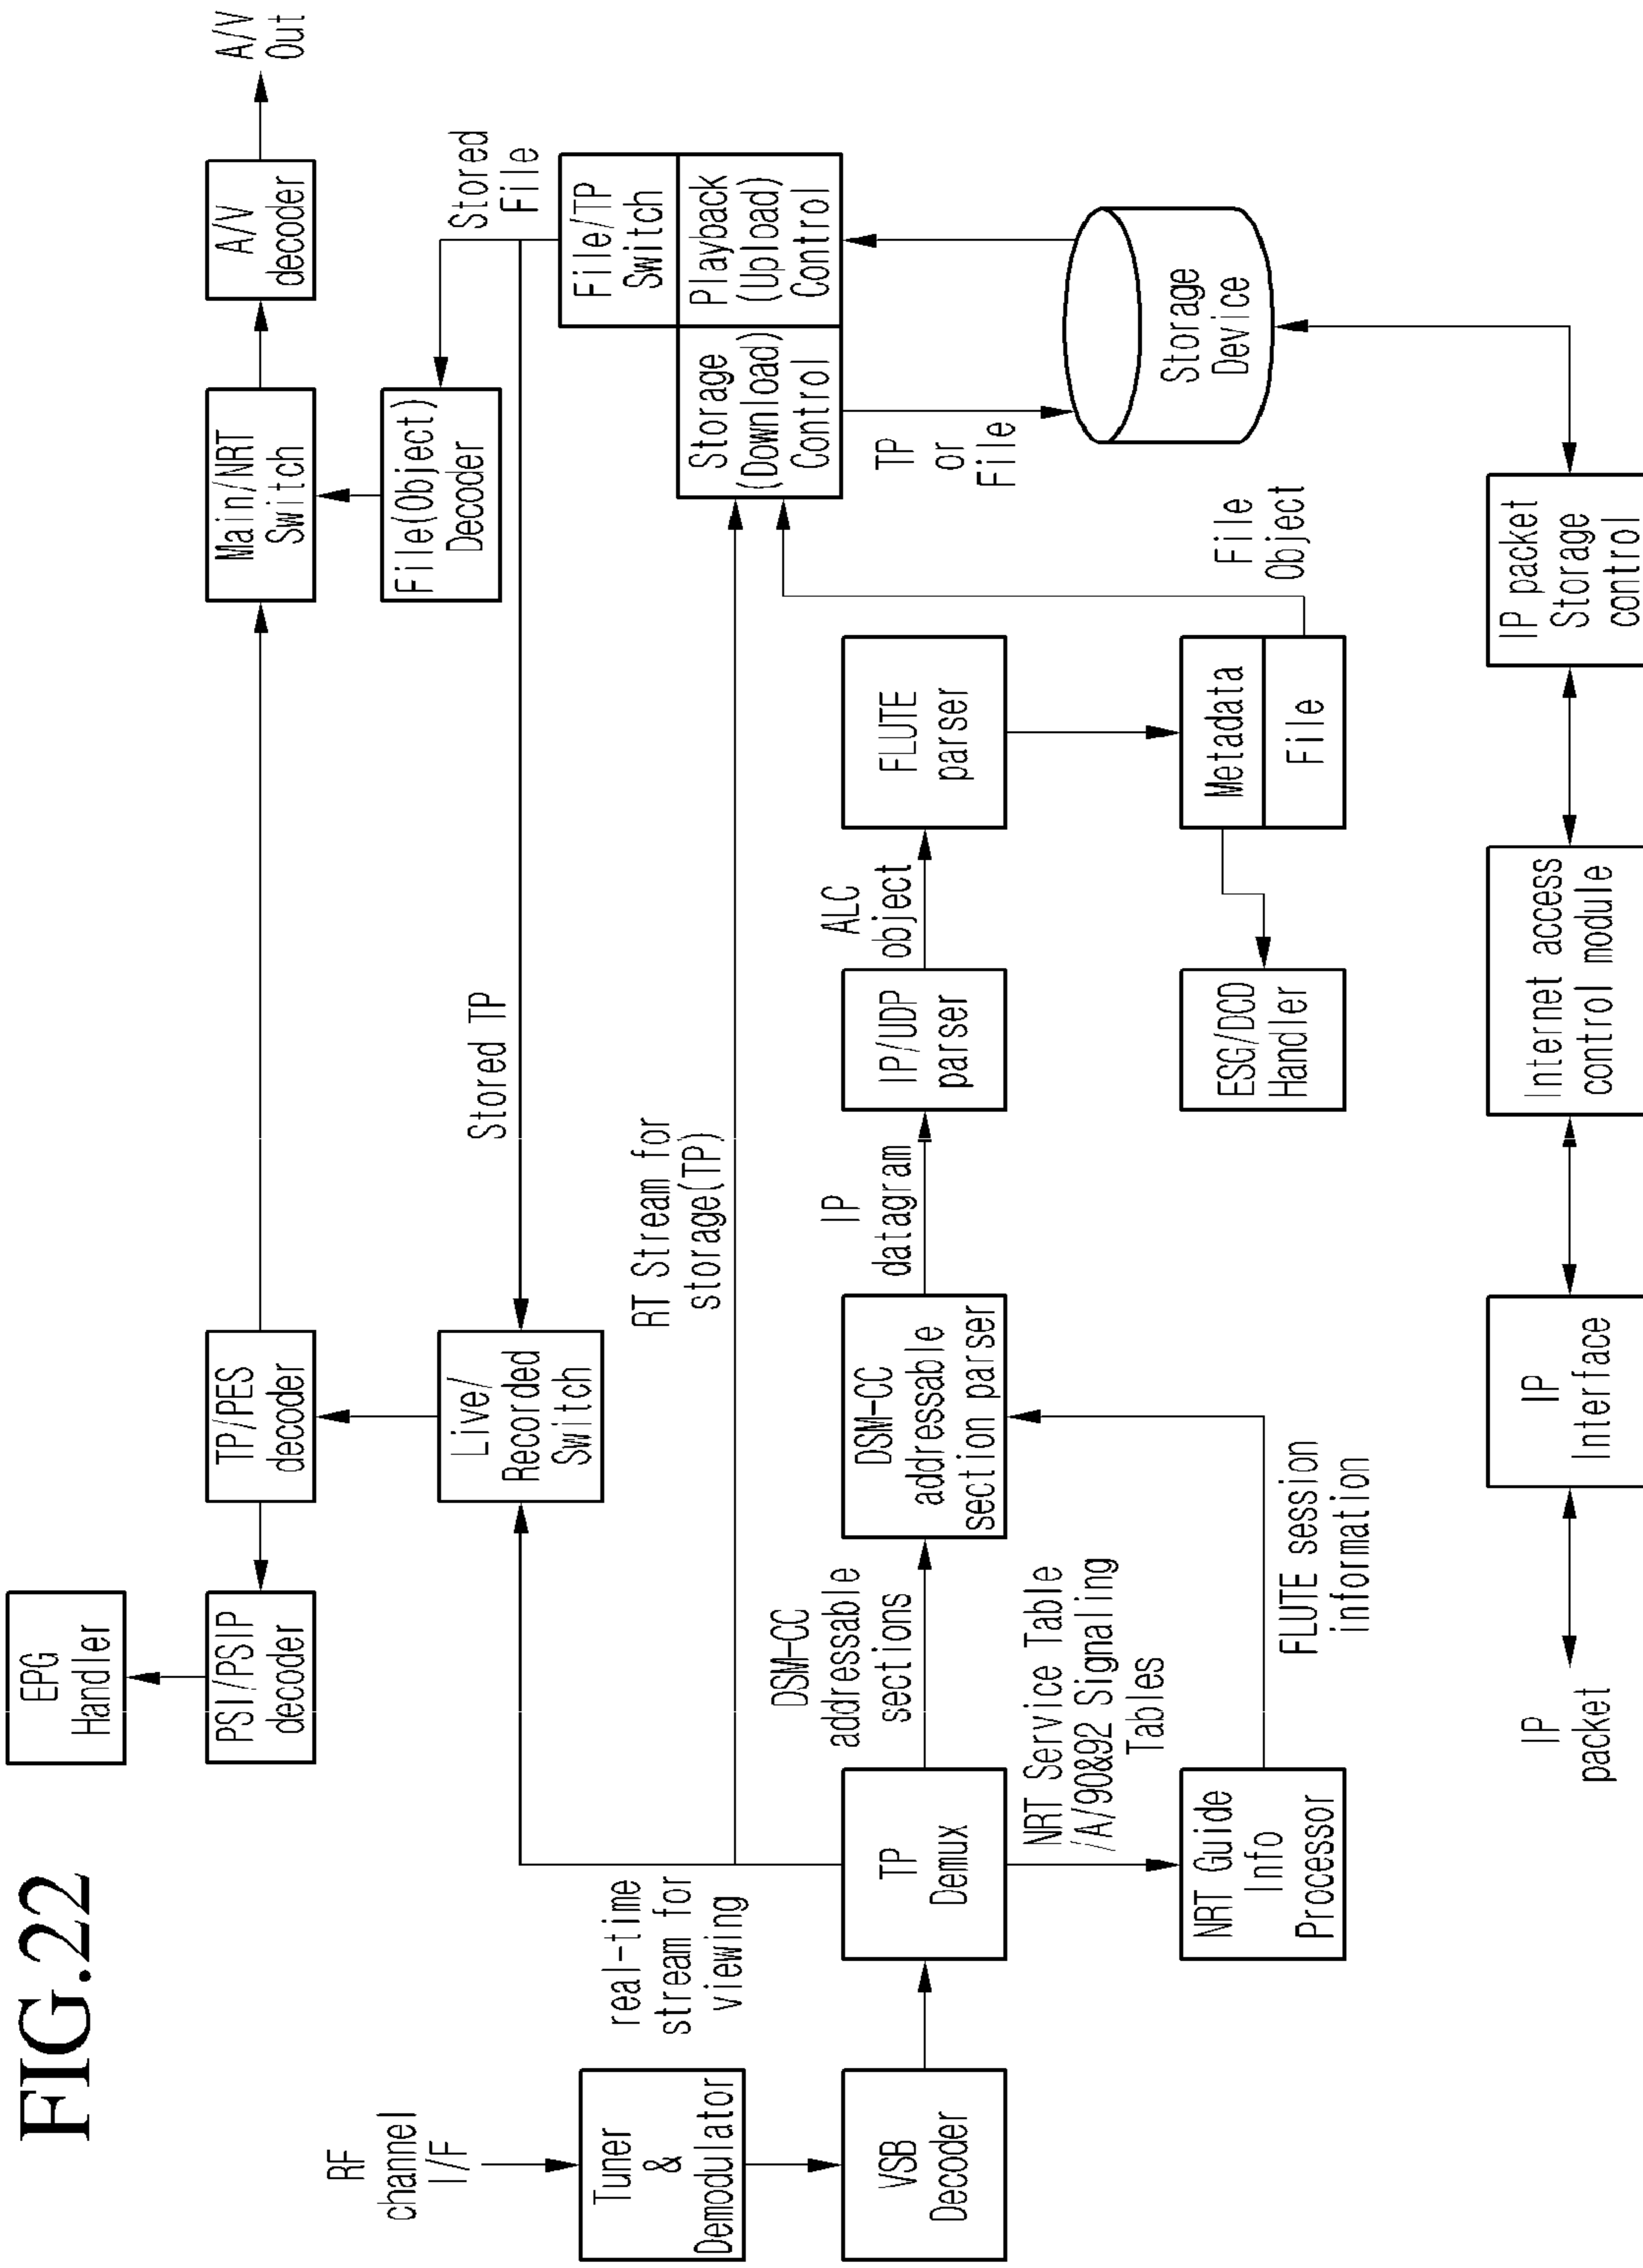 FIG.22
EPG
Handler
PSI/PSIP
decoder
TP/PES
decoder
Main/NRT
Switch
A/V
decoder
A/V
Out
RF
channel
I/F
Live/
Recorded
Switch
Stored TP
File(Object)
Decoder
Stored
File
Tuner
&
Demodulator
real-time
stream for
viewing
RT Stream for
storage(TP)
File/TP
Switch
Storage
(Download)
Control
Playback
(Upload)
Control
VSB
Decoder
TP
Demux
DSM-CC
addressable
sections
DSM-CC
addressable
section parser
IP
datagram
IP/UDP
parser
ALC
object
FLUTE
parser
TP
or
File
NRT Service Table
/A/90&92 Signaling
Tables
NRT Guide
Info
Processor
FLUTE session
information
ESG/DCD
Handler
Metadata
File
File
Object
Storage
Device
IP
packet
IP
Interface
Internet access
control module
IP packet
Storage
control